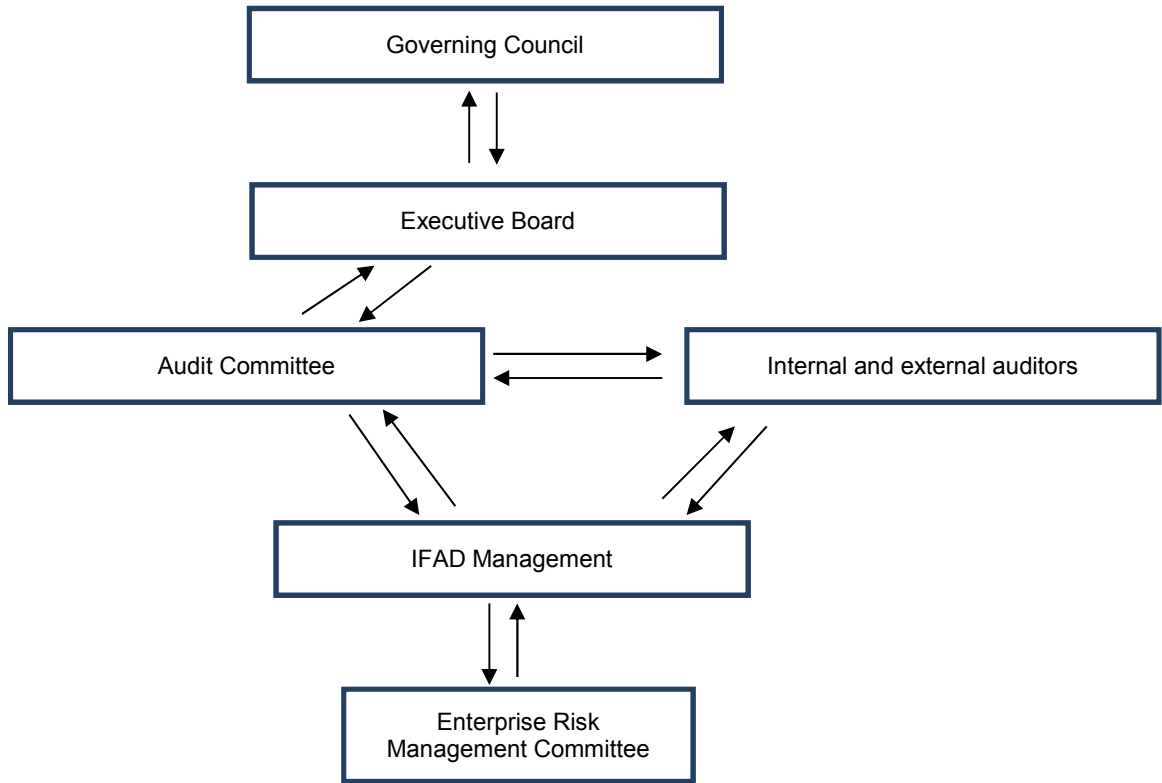 Governing Council
Executive Board
Audit Committee
Internal and external auditors
IFAD Management
Enterprise Risk
Management Committee